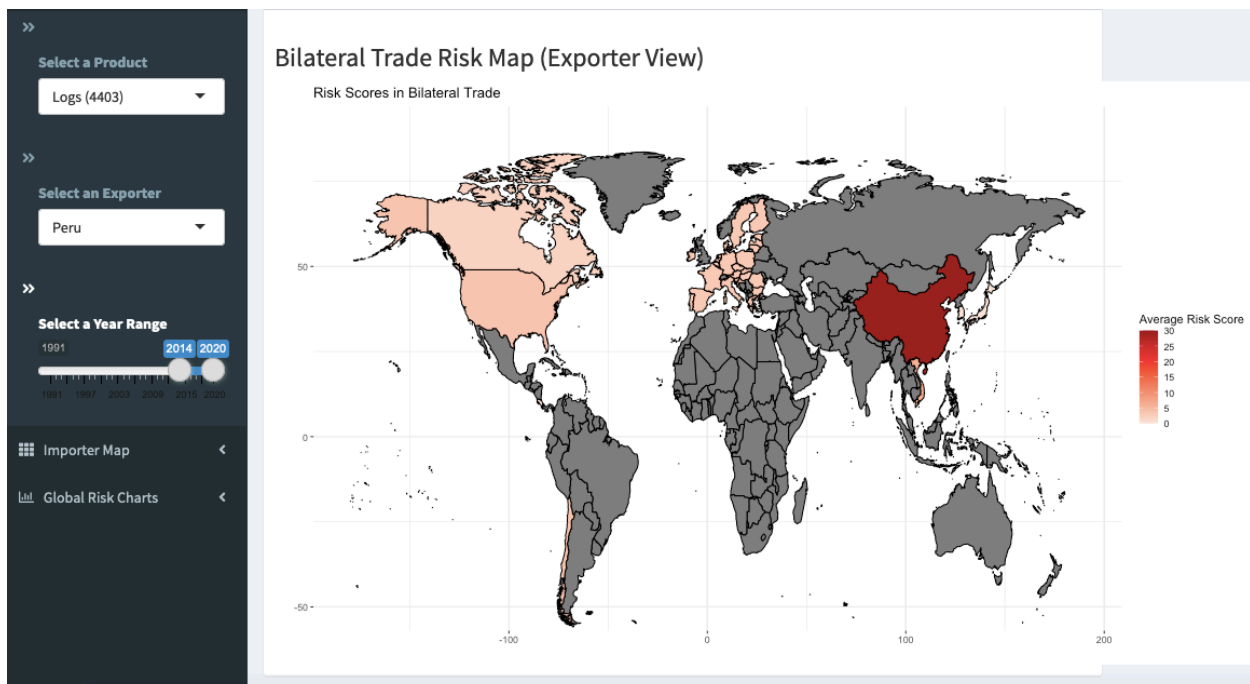 Select a Product
Logs (4403)
Select an Exporter
Peru
Select a Year Range
1991
2014 2020
1991 1997 2003 2009 2015 2020
Importer Map
Global Risk Charts
Bilateral Trade Risk Map (Exporter View)
Risk Scores in Bilateral Trade
50
0
-50
-100 0 100 200
Average Risk Score
30
25
20
15
10
5
0